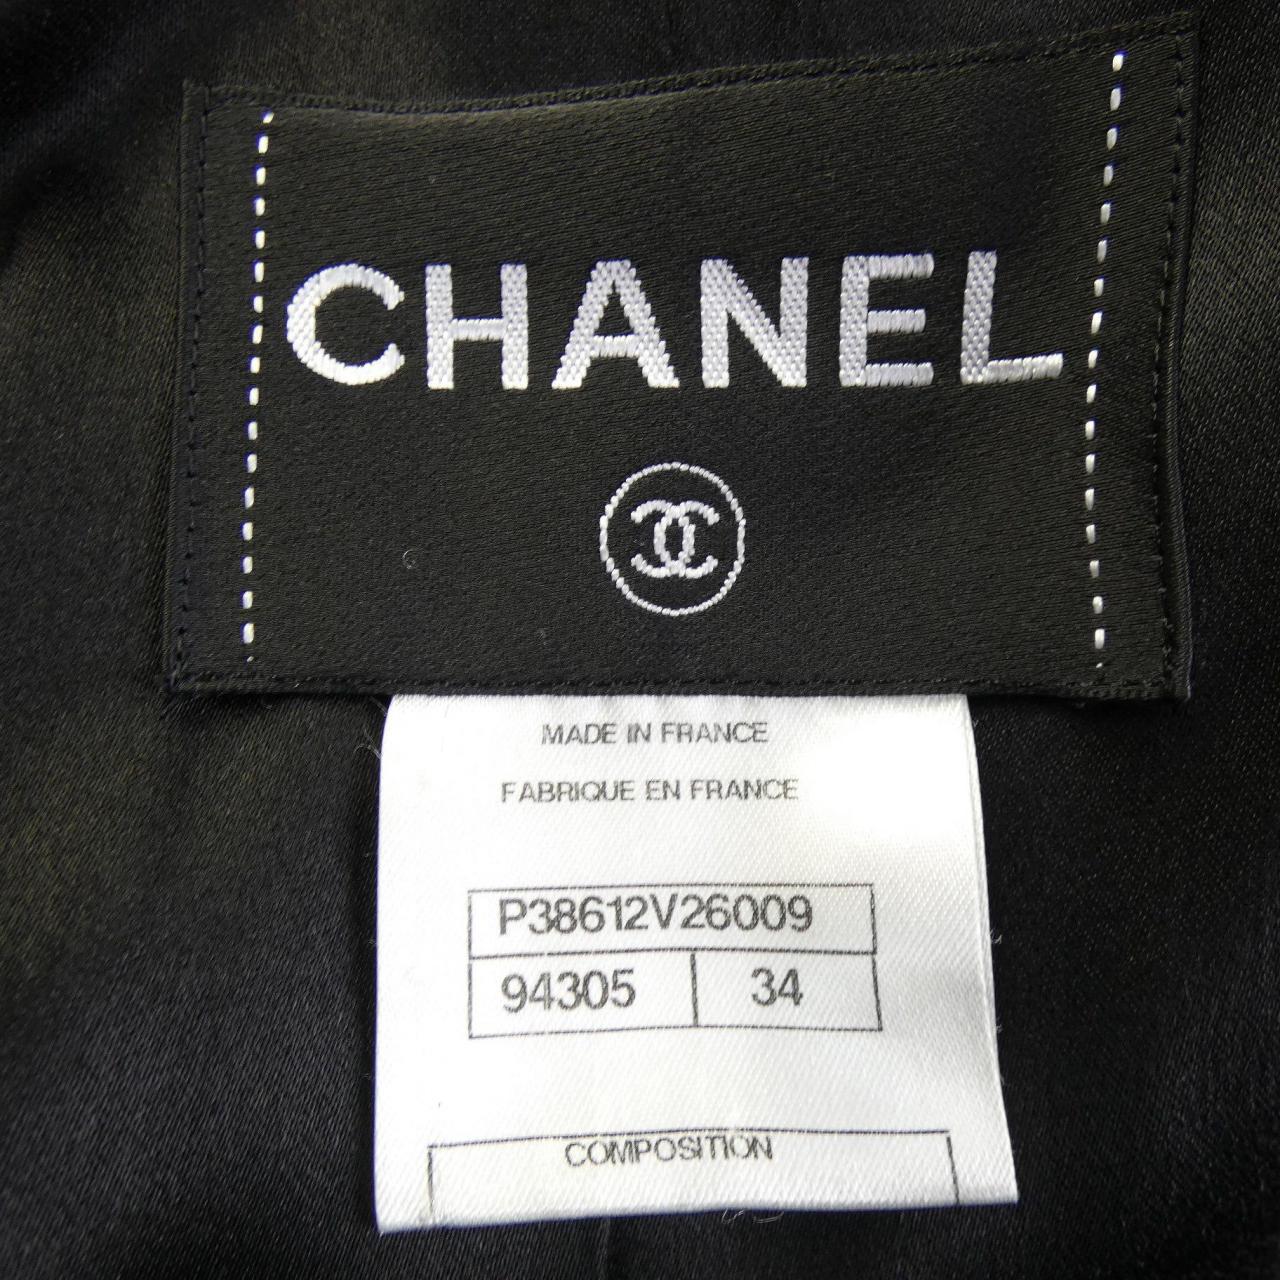 CHANEL
MADE IN FRANCE
FABRIQUE EN FRANCE
P38612V26009
94305 34
COMPOSITION